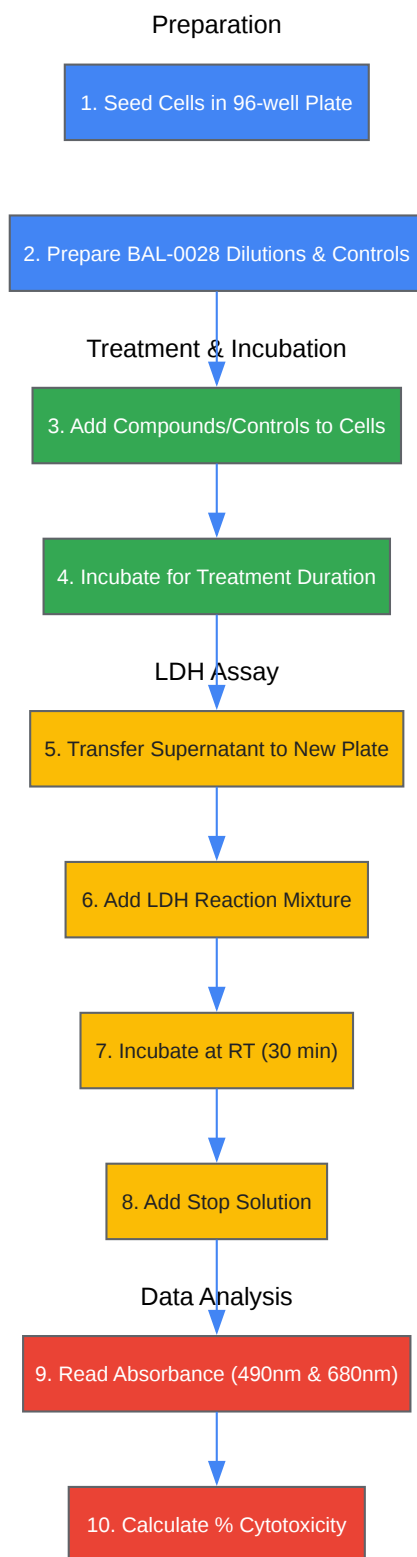 Preparation
1. Seed Cells in 96-well Plate
2. Prepare BAL-0028 Dilutions & Controls
Treatment & Incubation
3. Add Compounds/Controls to Cells
4. Incubate for Treatment Duration
LDH Assay
5. Transfer Supernatant to New Plate
6. Add LDH Reaction Mixture
7. Incubate at RT (30 min)
8. Add Stop Solution
Data Analysis
9. Read Absorbance (490nm & 680nm)
10. Calculate % Cytotoxicity